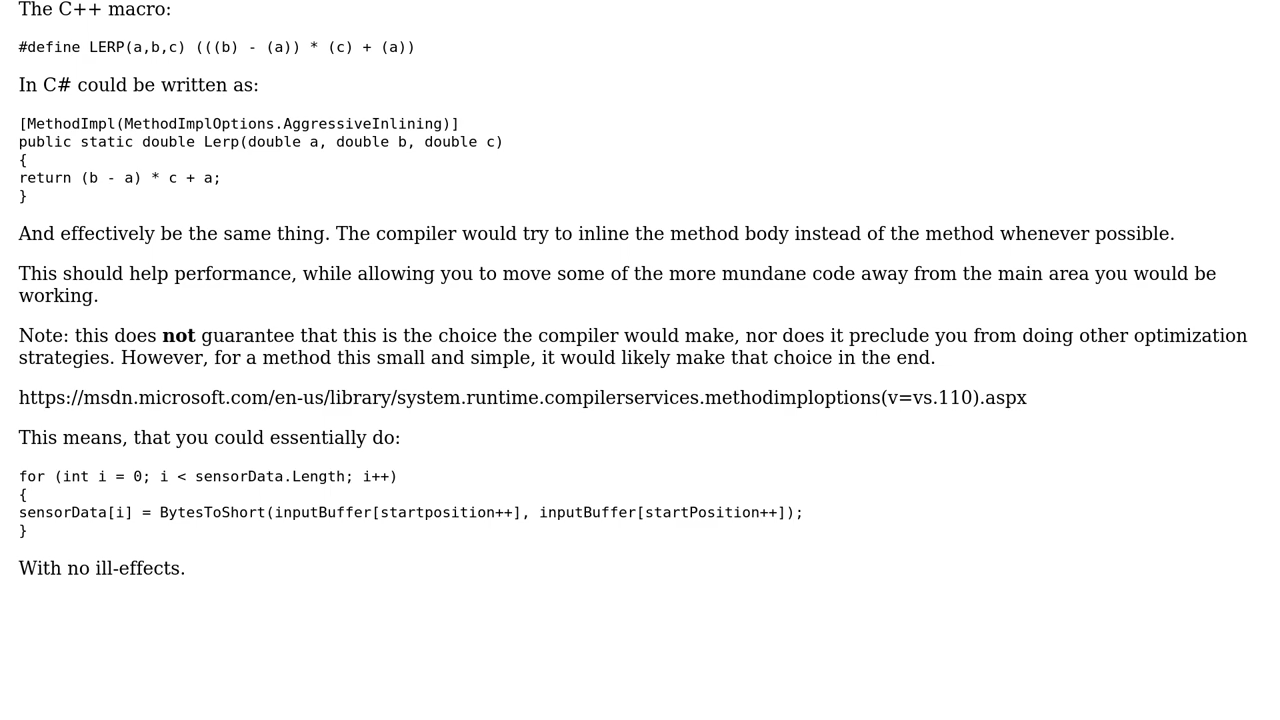 The C++ macro:
#define LERP(a,b,c) (((b) - (a)) * (c) + (a))
In C# could be written as:
[MethodImpl(MethodImplOptions.AggressiveInlining)]
public static double Lerp(double a, double b, double c)
{
return (b - a) * c + a;
}
And effectively be the same thing. The compiler would try to inline the method body instead of the method whenever possible.
This should help performance, while allowing you to move some of the more mundane code away from the main area you would be
working.
Note: this does not guarantee that this is the choice the compiler would make, nor does it preclude you from doing other optimization
strategies. However, for a method this small and simple, it would likely make that choice in the end.
https://msdn.microsoft.com/en-us/library/system.runtime.compilerservices.methodimploptions(v=vs.110).aspx
This means, that you could essentially do:
for (int i = 0; i < sensorData.Length; i++)
{
sensorData[i] = BytesToShort(inputBuffer[startposition++], inputBuffer[startPosition++]);
}
With no ill-effects.